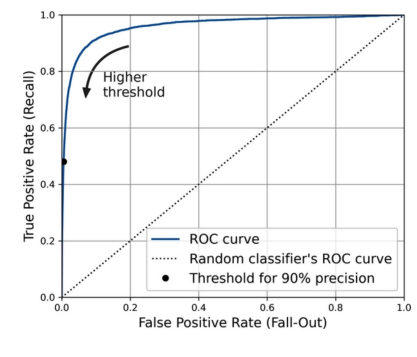 1.0
0.8
0.6
0.4
0.2
0.0
True Positive Rate (Recall)
Higher
threshold
ROC curve
Random classifier's ROC curve
Threshold for 90% precision
0.0 0.2 0.4 0.6 0.8 1.0
False Positive Rate (Fall-Out)